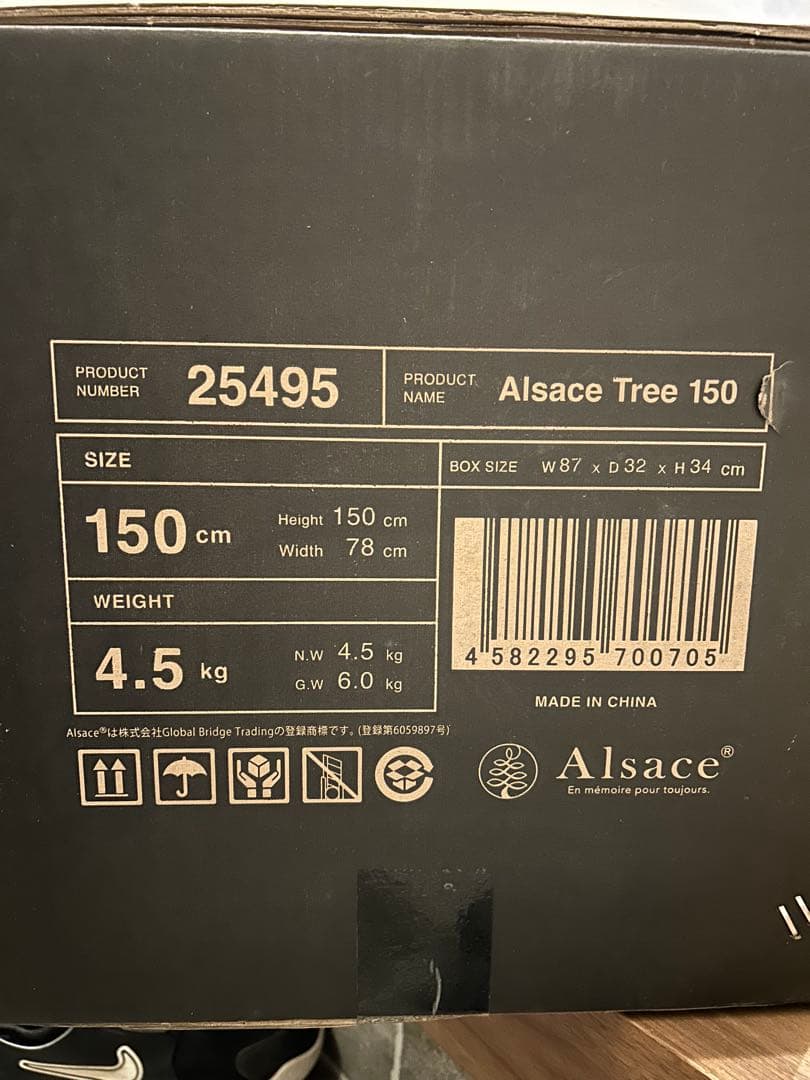 PRODUCT NUMBER 25495
PRODUCT NAME Alsace Tree 150
SIZE
BOX SIZE W 87 x D 32 x H 34 cm
150 cm
Height 150 cm
Width 78 cm
WEIGHT
4.5 kg
N.W 4.5 kg
G.W 6.0 kg
4 582295 700705
MADE IN CHINA
Alsace®は株式会社Global Bridge Tradingの登録商標です。(登録第6059897号)
Alsace®
En mémoire pour toujours.